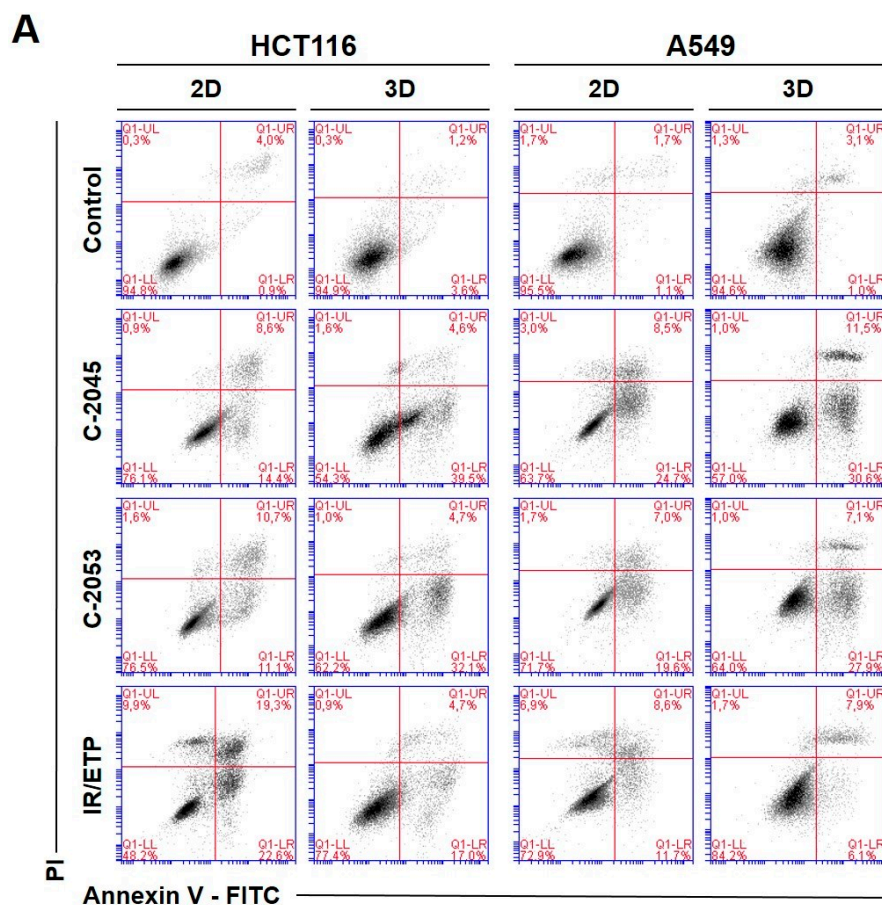 A
HCT116 A549
2D 3D 2D 3D
PI
Control
Q1-UL Q1-UR Q1-UL Q1-UR Q1-UL Q1-UR Q1-UL Q1-UR
0,3% 4,0% 0,3% 1,2% 1,7% 1,7% 1,3% 3,1%
Q1-LL Q1-LR Q1-LL Q1-LR Q1-LL Q1-LR Q1-LL Q1-LR
94,8% 0,9% 94,9% 3,6% 95,5% 1,1% 94,6% 1,0%
C-2045
Q1-UL Q1-UR Q1-UL Q1-UR Q1-UL Q1-UR Q1-UL Q1-UR
0,9% 8,6% 1,6% 4,6% 3,0% 8,5% 1,0% 11,5%
Q1-LL Q1-LR Q1-LL Q1-LR Q1-LL Q1-LR Q1-LL Q1-LR
76,1% 14,4% 54,3% 39,5% 63,7% 24,7% 57,0% 30,6%
C-2053
Q1-UL Q1-UR Q1-UL Q1-UR Q1-UL Q1-UR Q1-UL Q1-UR
1,6% 10,7% 1,0% 4,7% 1,7% 7,0% 1,0% 7,1%
Q1-LL Q1-LR Q1-LL Q1-LR Q1-LL Q1-LR Q1-LL Q1-LR
76,5% 11,1% 62,2% 32,1% 71,7% 19,6% 64,0% 27,9%
IR/ETP
Q1-UL Q1-UR Q1-UL Q1-UR Q1-UL Q1-UR Q1-UL Q1-UR
9,9% 19,3% 0,9% 4,7% 6,9% 8,6% 1,7% 7,9%
Q1-LL Q1-LR Q1-LL Q1-LR Q1-LL Q1-LR Q1-LL Q1-LR
48,2% 22,6% 77,4% 17,0% 72,9% 11,7% 84,2% 6,1%
Annexin V - FITC